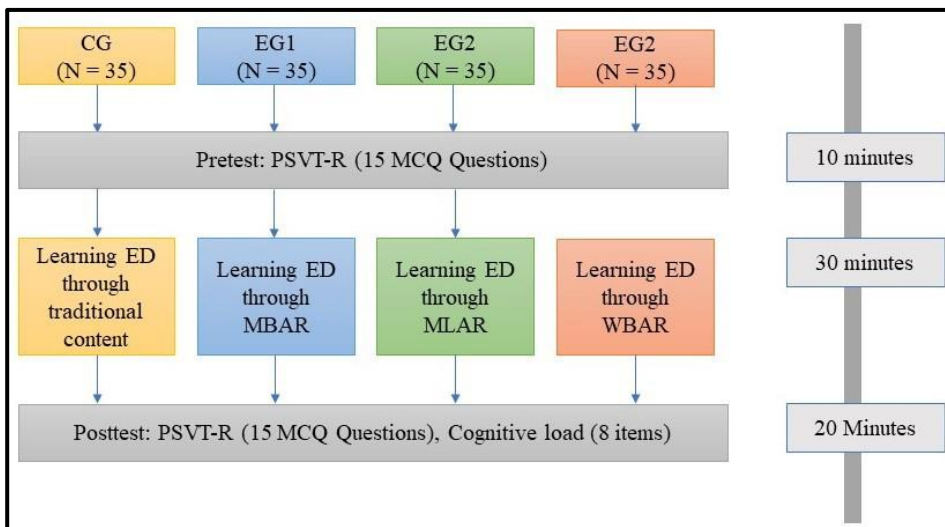 CG
(N = 35)
EG1
(N = 35)
EG2
(N = 35)
EG2
(N = 35)
Pretest: PSVT-R (15 MCQ Questions)
10 minutes
Learning ED
through
traditional
content
Learning ED
through
MBAR
Learning ED
through
MLAR
Learning ED
through
WBAR
30 minutes
Posttest: PSVT-R (15 MCQ Questions), Cognitive load (8 items)
20 Minutes